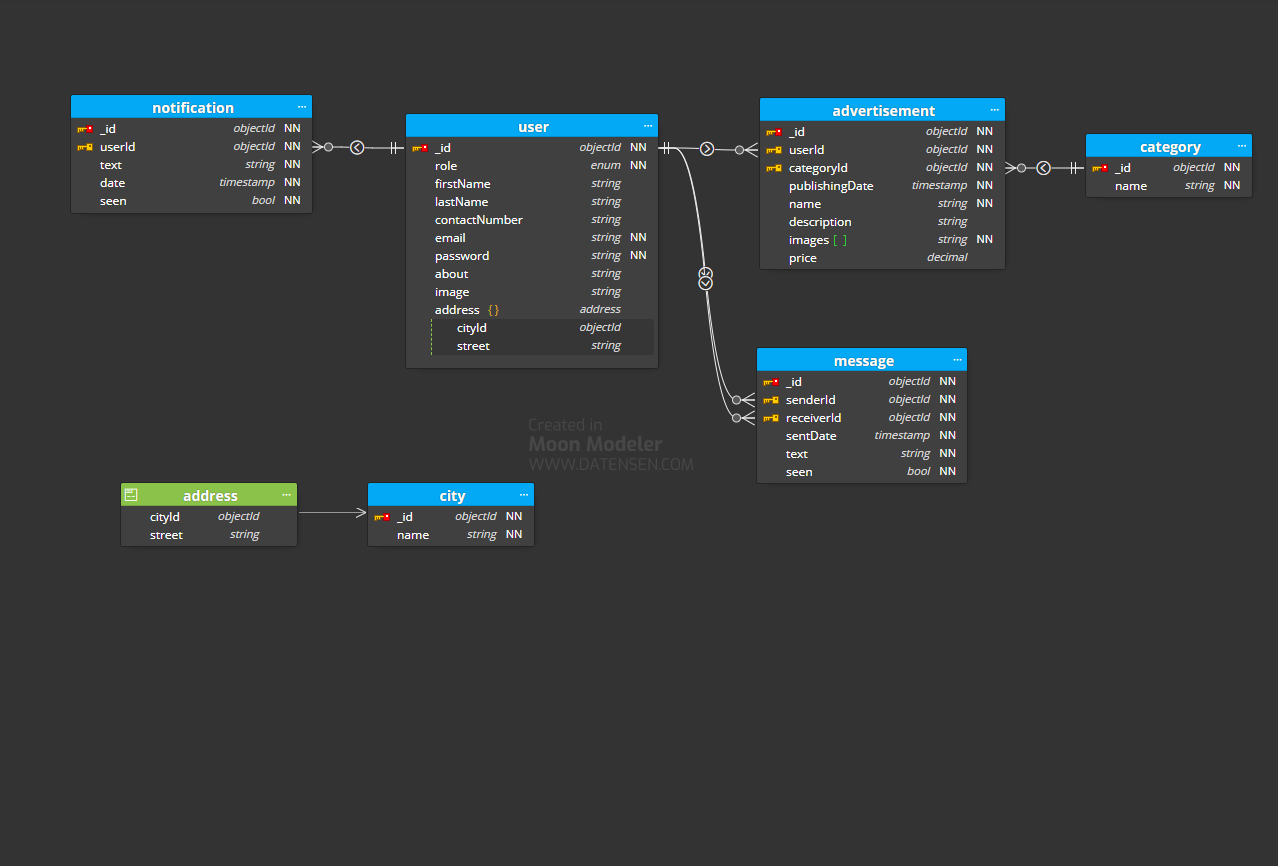 notification ...
_id objectId NN
userId objectId NN
text string NN
date timestamp NN
seen bool NN
user ...
_id objectId NN
role enum NN
firstName string
lastName string
contactNumber string
email string NN
password string NN
about string
image string
address { } address
cityId objectId
street string
advertisement ...
_id objectId NN
userId objectId NN
categoryId objectId NN
publishingDate timestamp NN
name string NN
description string
images [ ] string NN
price decimal
category ...
_id objectId NN
name string NN
message ...
_id objectId NN
senderId objectId NN
receiverId objectId NN
sentDate timestamp NN
text string NN
seen bool NN
Created in
Moon Modeler
WWW.DATENSEN.COM
address ...
cityId objectId
street string
city ...
_id objectId NN
name string NN